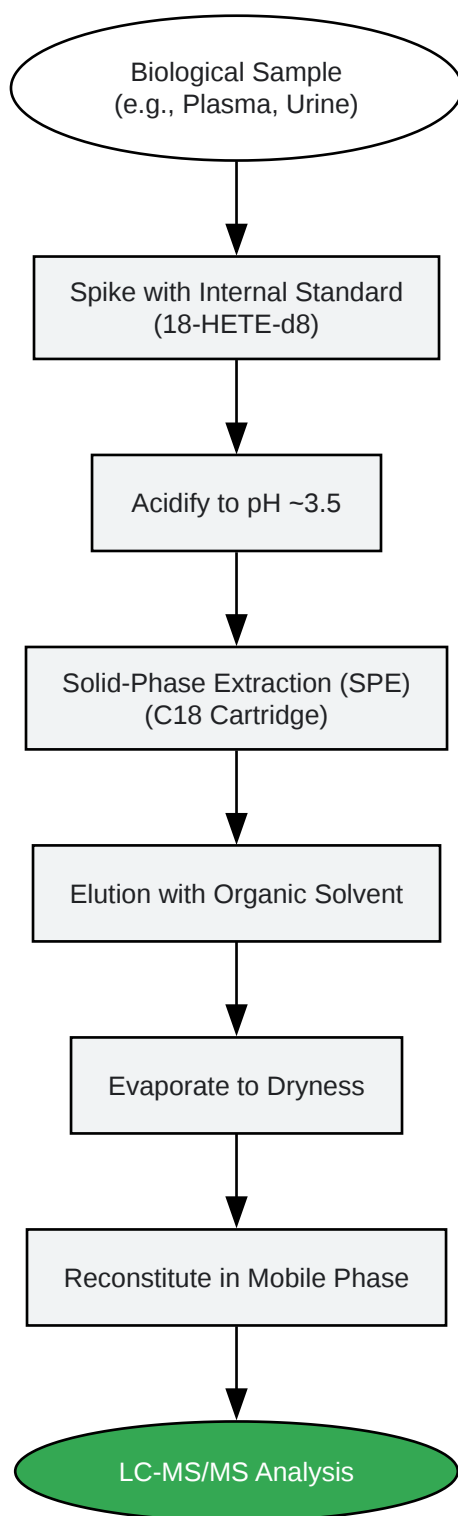 Biological Sample
(e.g., Plasma, Urine)
Spike with Internal Standard
(18-HETE-d8)
Acidify to pH ~3.5
Solid-Phase Extraction (SPE)
(C18 Cartridge)
Elution with Organic Solvent
Evaporate to Dryness
Reconstitute in Mobile Phase
LC-MS/MS Analysis